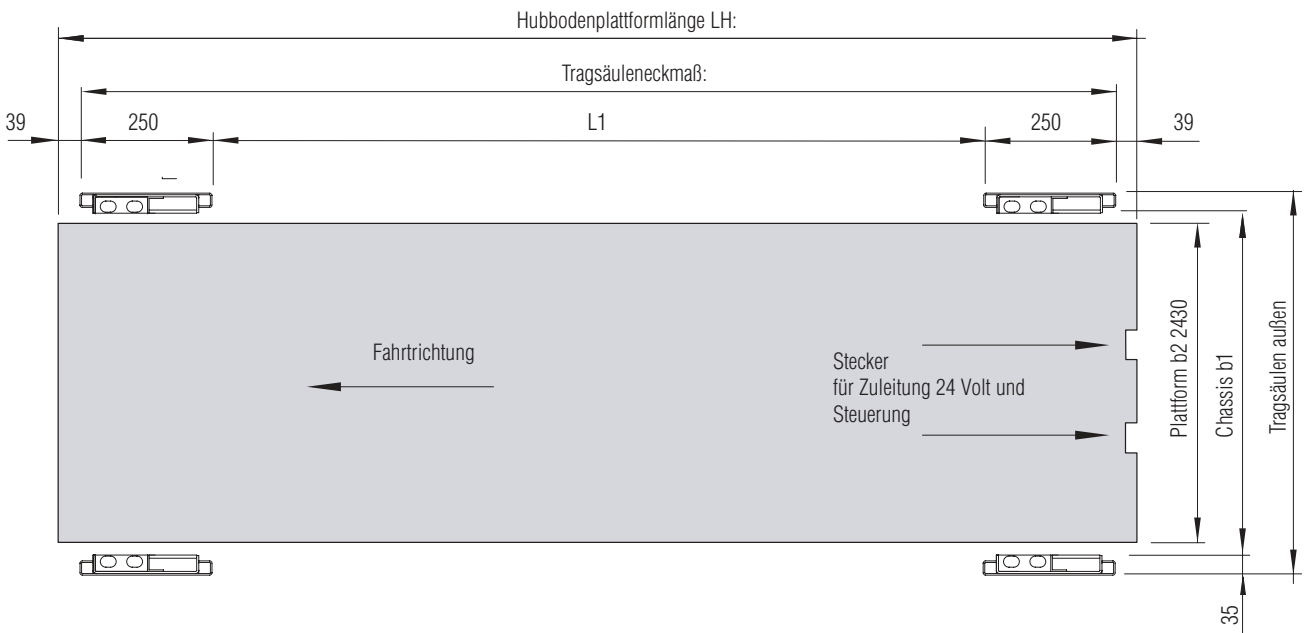 Hubbodenplattformlänge LH:
Tragsäuleneckmaß:
39
250
L1
250
39
Fahrtrichtung
Stecker
für Zuleitung 24 Volt und
Steuerung
Plattform b2 2430
Chassis b1
Tragsäulen außen
35